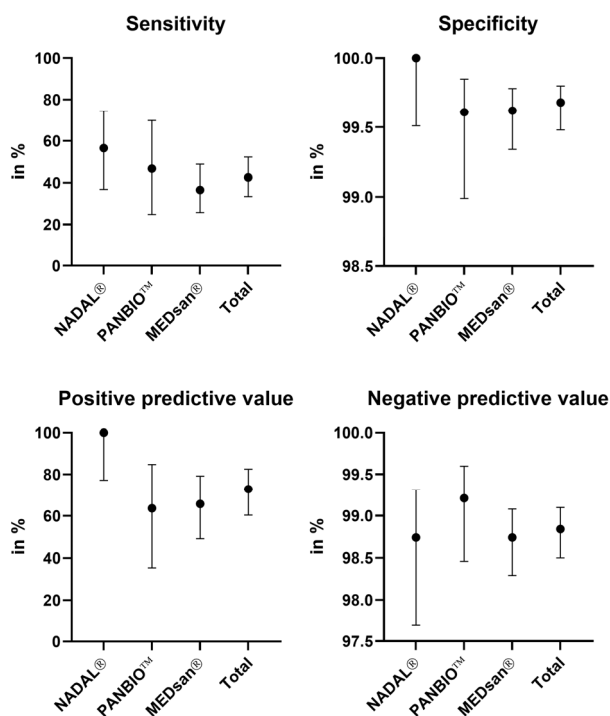 Sensitivity
in %
100
80
60
40
20
0
NADAL®
PANBIO™
MEDsan®
Total
Specificity
in %
100.0
99.5
99.0
98.5
NADAL®
PANBIO™
MEDsan®
Total
Positive predictive value
in %
100
80
60
40
20
0
NADAL®
PANBIO™
MEDsan®
Total
Negative predictive value
in %
100.0
99.5
99.0
98.5
98.0
97.5
NADAL®
PANBIO™
MEDsan®
Total